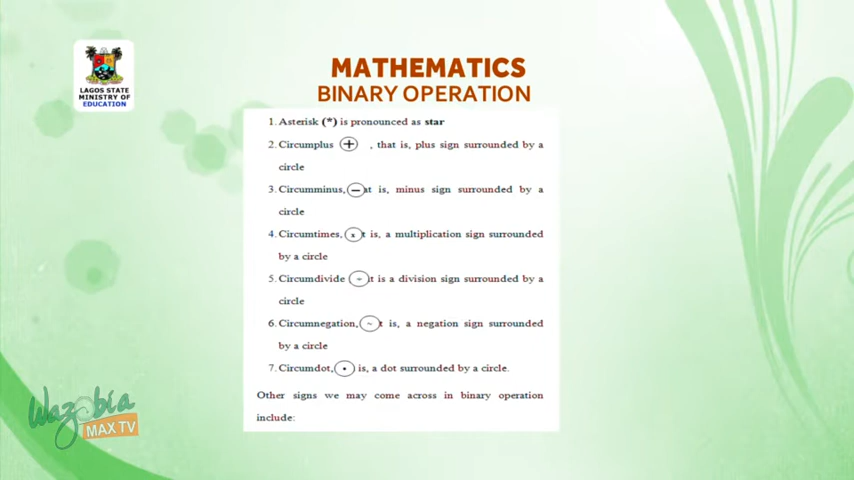 LAGOS STATE
MINISTRY OF
EDUCATION
MATHEMATICS
BINARY OPERATION
1. Asterisk (*) is pronounced as star
2. Circumplus ⊕ , that is, plus sign surrounded by a
circle
3. Circumminus, ⊖at is, minus sign surrounded by a
circle
4. Circumtimes, ⊗t is, a multiplication sign surrounded
by a circle
5. Circumdivide ⨸it is a division sign surrounded by a
circle
6. Circumnegation, (~)t is, a negation sign surrounded
by a circle
7. Circumdot, ⊙ is, a dot surrounded by a circle.
Other signs we may come across in binary operation
include:
Wazobia
MAX TV